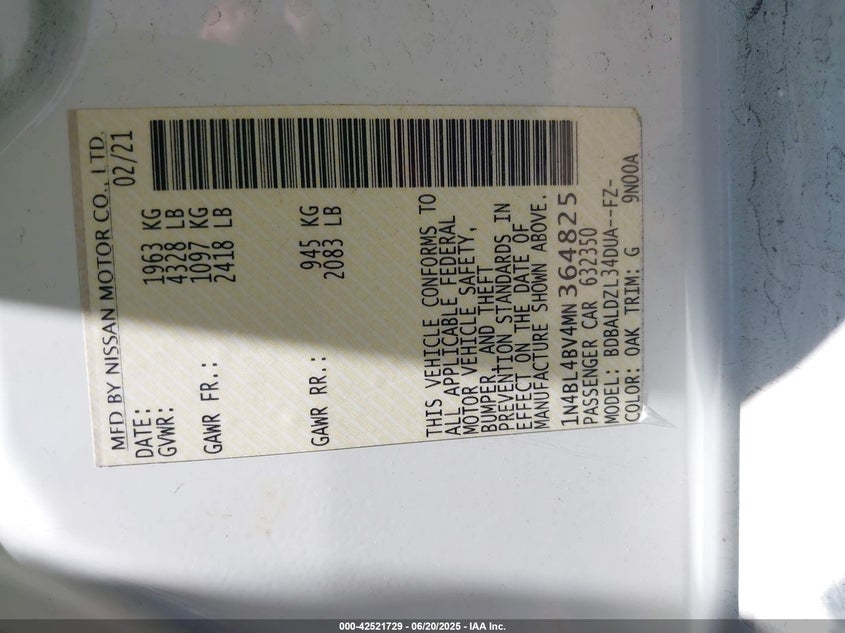 MFD BY NISSAN MOTOR CO., LTD.
DATE: 02/21
GVWR: 1963 KG
4328 LB
GAWR FR.: 1097 KG
2418 LB
GAWR RR.: 945 KG
2083 LB
THIS VEHICLE CONFORMS TO
ALL APPLICABLE FEDERAL
MOTOR VEHICLE SAFETY,
BUMPER, AND THEFT
PREVENTION STANDARDS IN
EFFECT ON THE DATE OF
MANUFACTURE SHOWN ABOVE.
1N4BL4BV4MN364825
PASSENGER CAR 632350
MODEL: BDBALDZL34DUA--FZ-
COLOR: QAK TRIM: G 9N00A
000-42521729 - 06/20/2025 - IAA Inc.